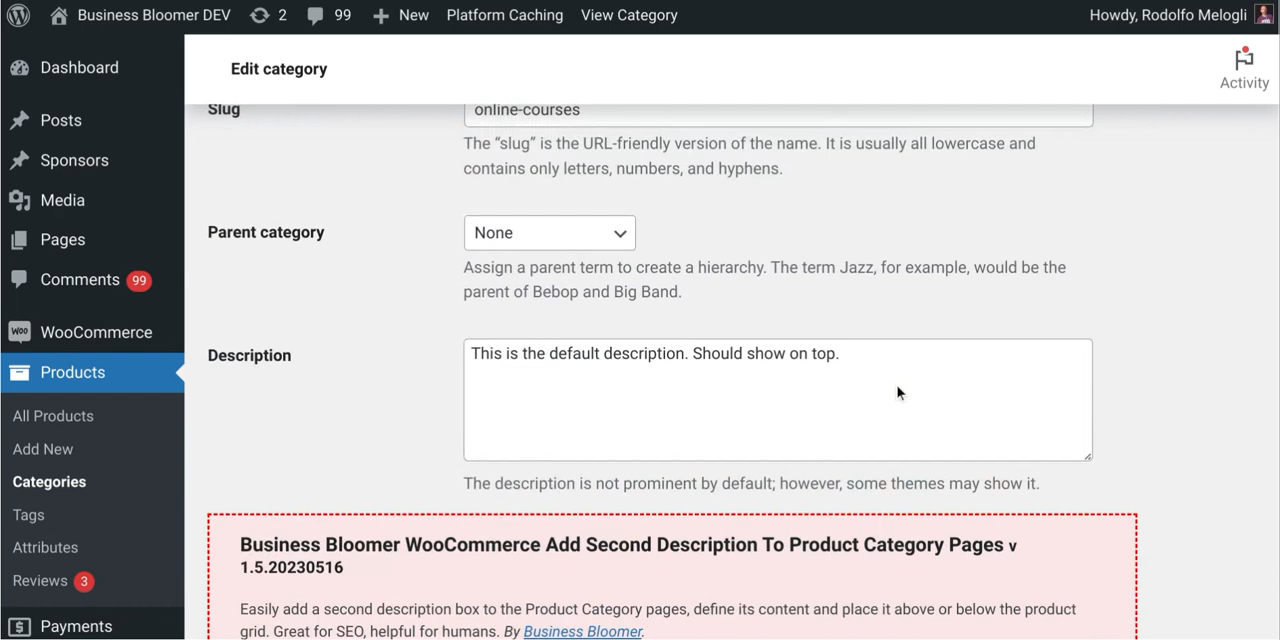 Business Bloomer DEV 2 99 New Platform Caching View Category Howdy, Rodolfo Melogli
Edit category
Activity
Dashboard
Posts
Sponsors
Media
Pages
Comments 99
WOO WooCommerce
Products
All Products
Add New
Categories
Tags
Attributes
Reviews 3
Payments
Slug
online-courses
The “slug” is the URL-friendly version of the name. It is usually all lowercase and
contains only letters, numbers, and hyphens.
Parent category
None
Assign a parent term to create a hierarchy. The term Jazz, for example, would be the
parent of Bebop and Big Band.
Description
This is the default description. Should show on top.
The description is not prominent by default; however, some themes may show it.
Business Bloomer WooCommerce Add Second Description To Product Category Pages v
1.5.20230516
Easily add a second description box to the Product Category pages, define its content and place it above or below the product
grid. Great for SEO, helpful for humans. By Business Bloomer.